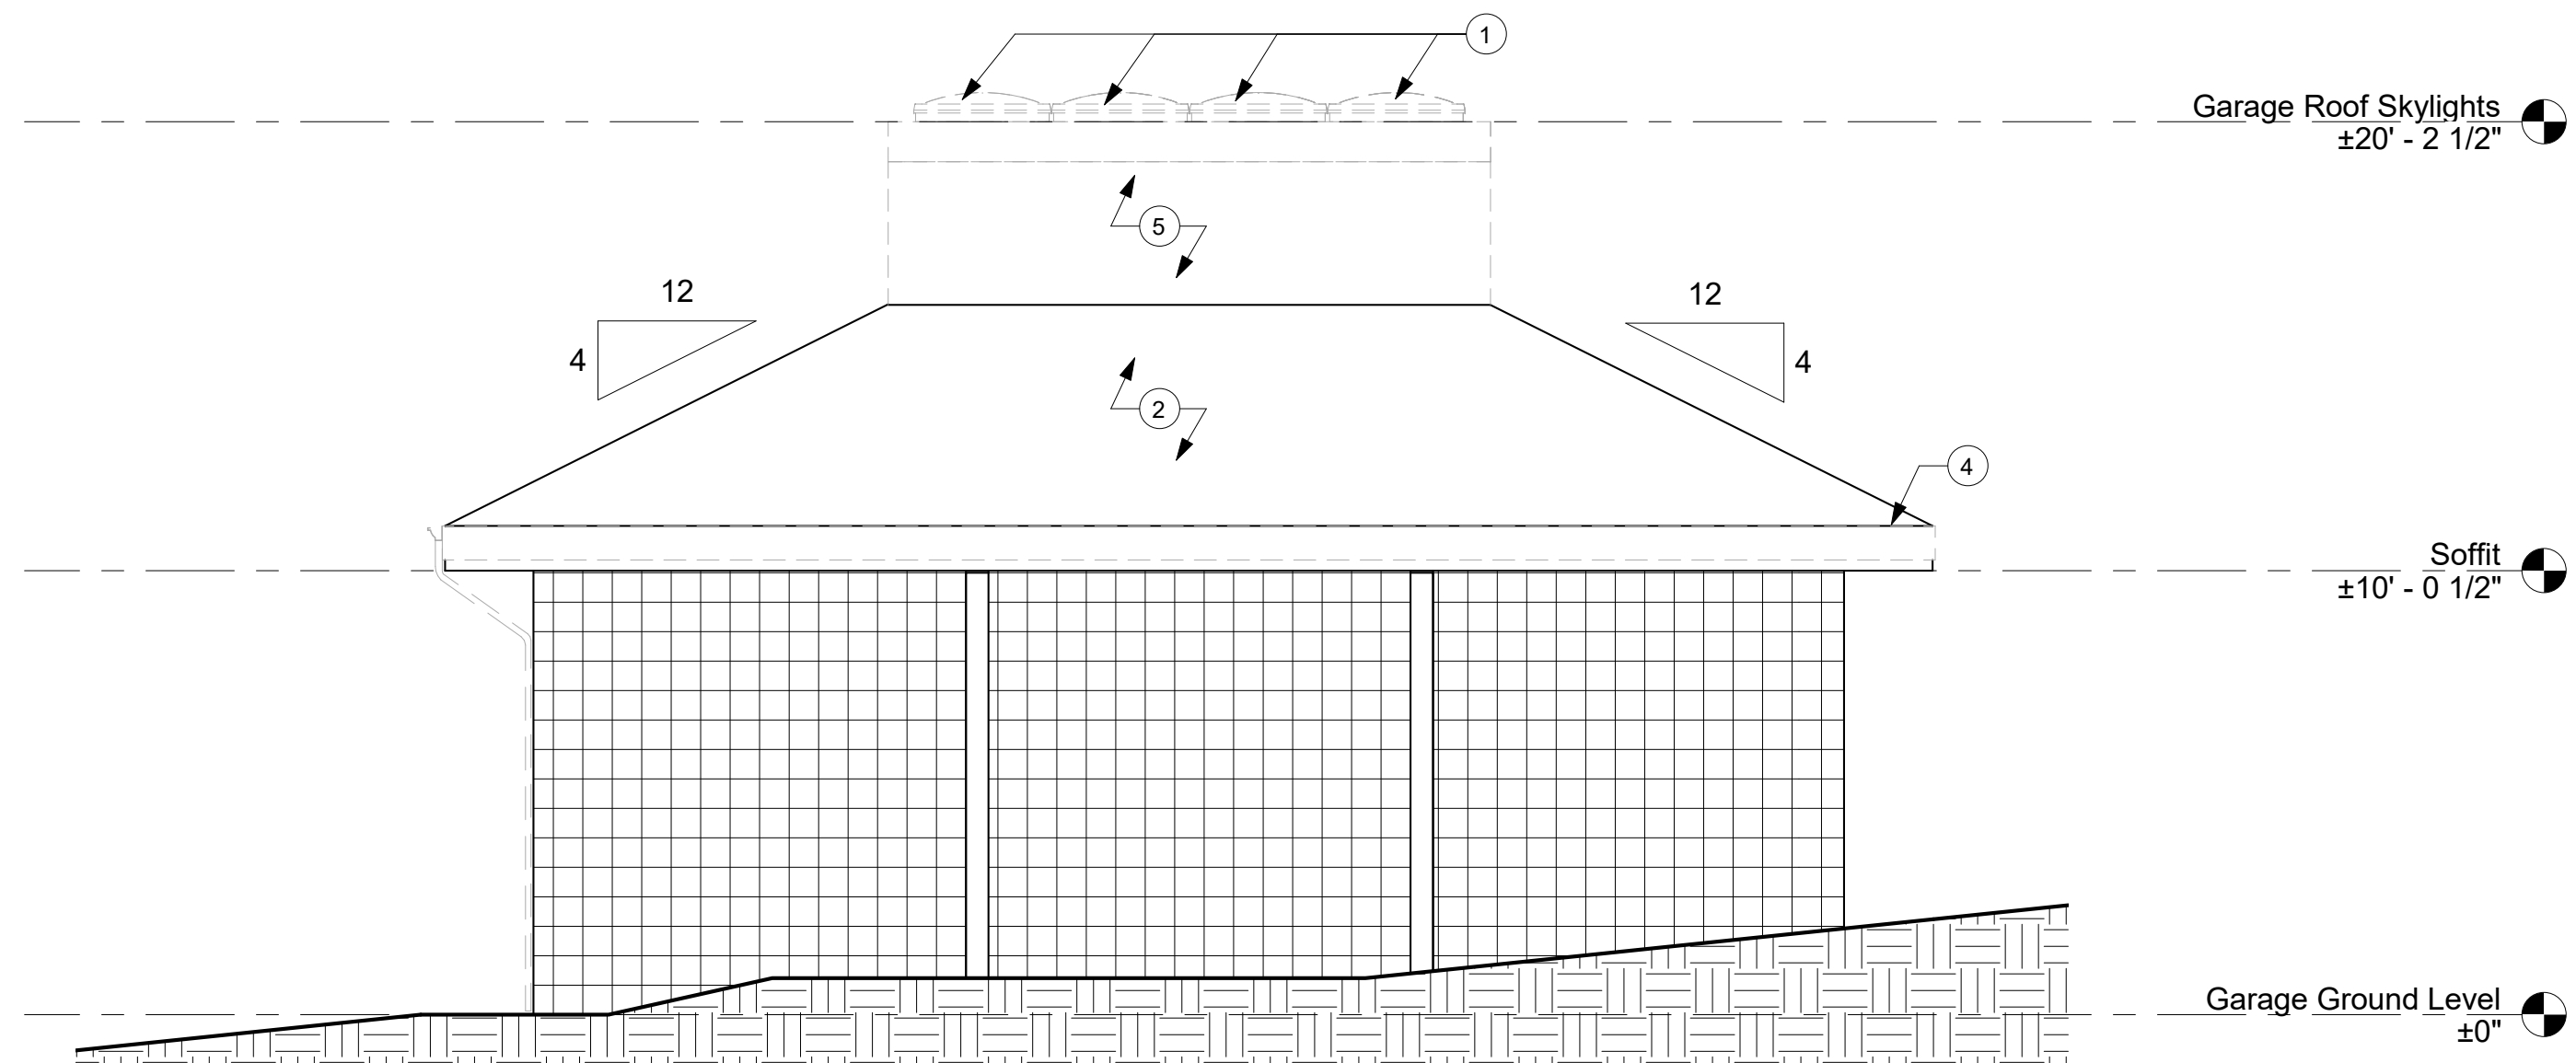 1
Garage Roof Skylights
±20' - 2 1/2"
5
12
4
12
4
2
4
Soffit
±10' - 0 1/2"
Garage Ground Level
±0"